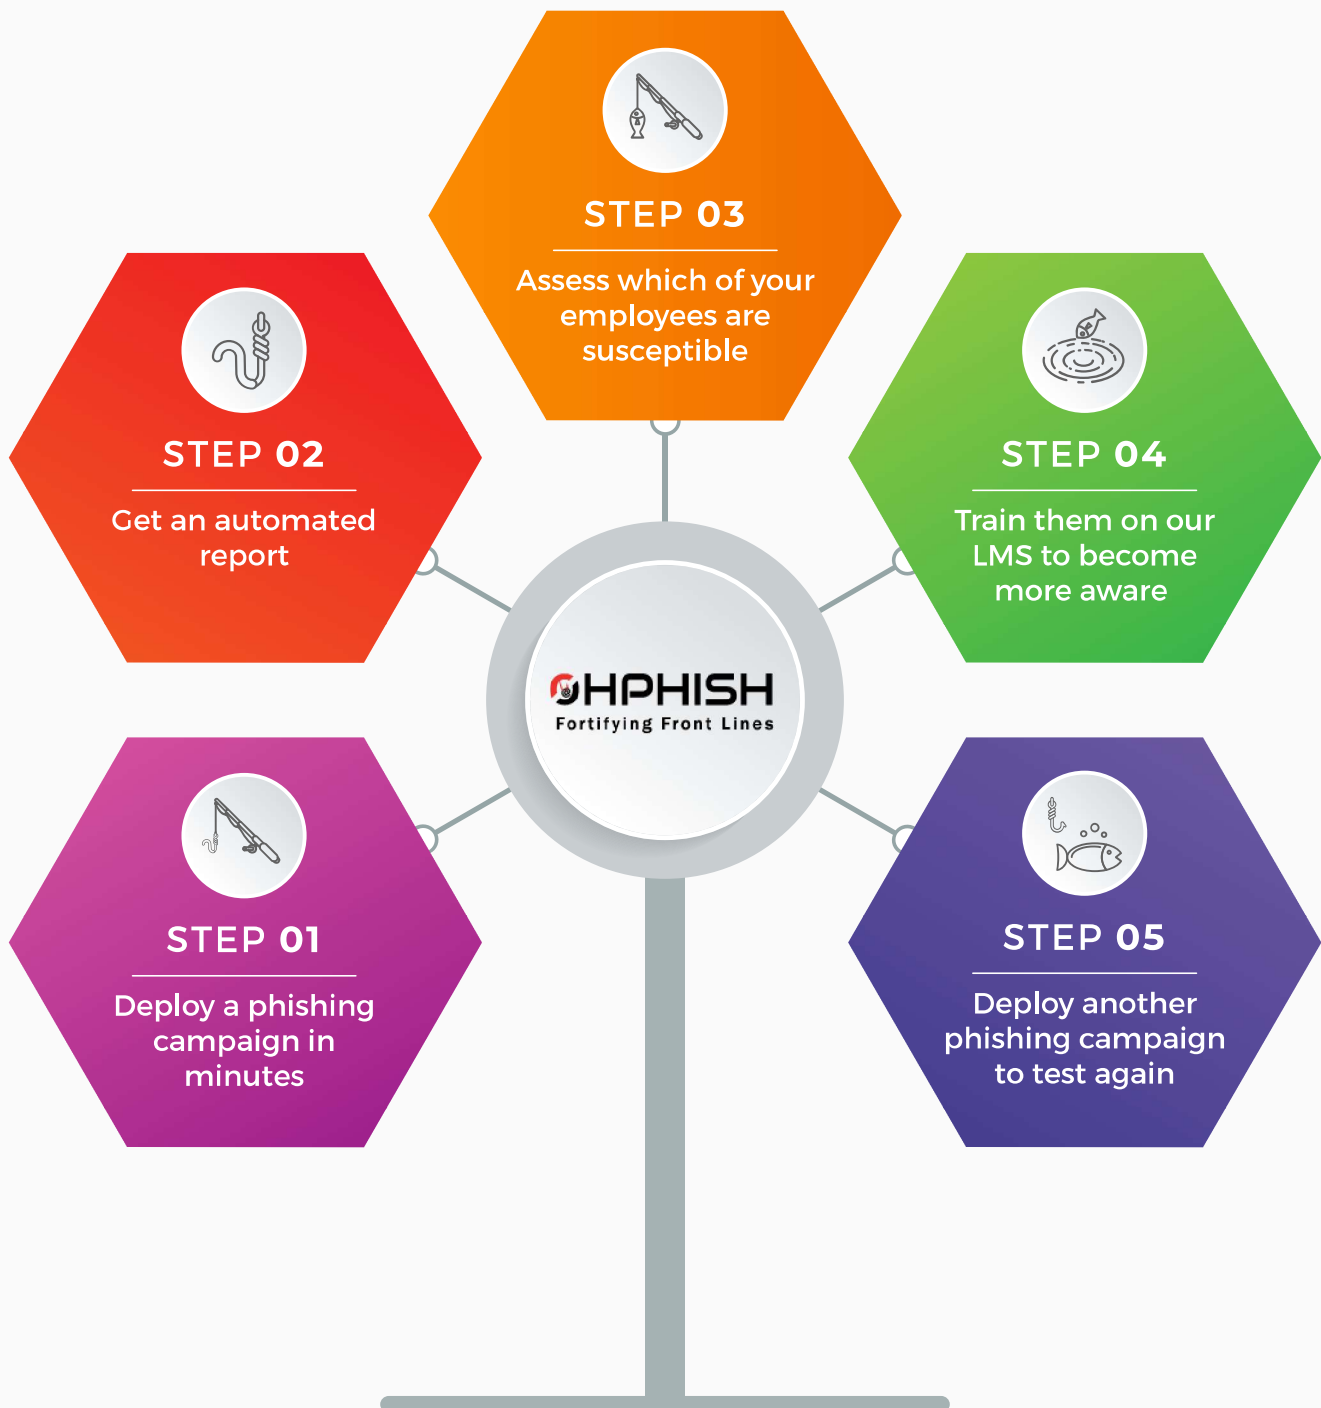 STEP 03
Assess which of your
employees are
susceptible
STEP 02
Get an automated
report
STEP 04
Train them on our
LMS to become
more aware
OHPHISH
Fortifying Front Lines
STEP 01
Deploy a phishing
campaign in
minutes
STEP 05
Deploy another
phishing campaign
to test again